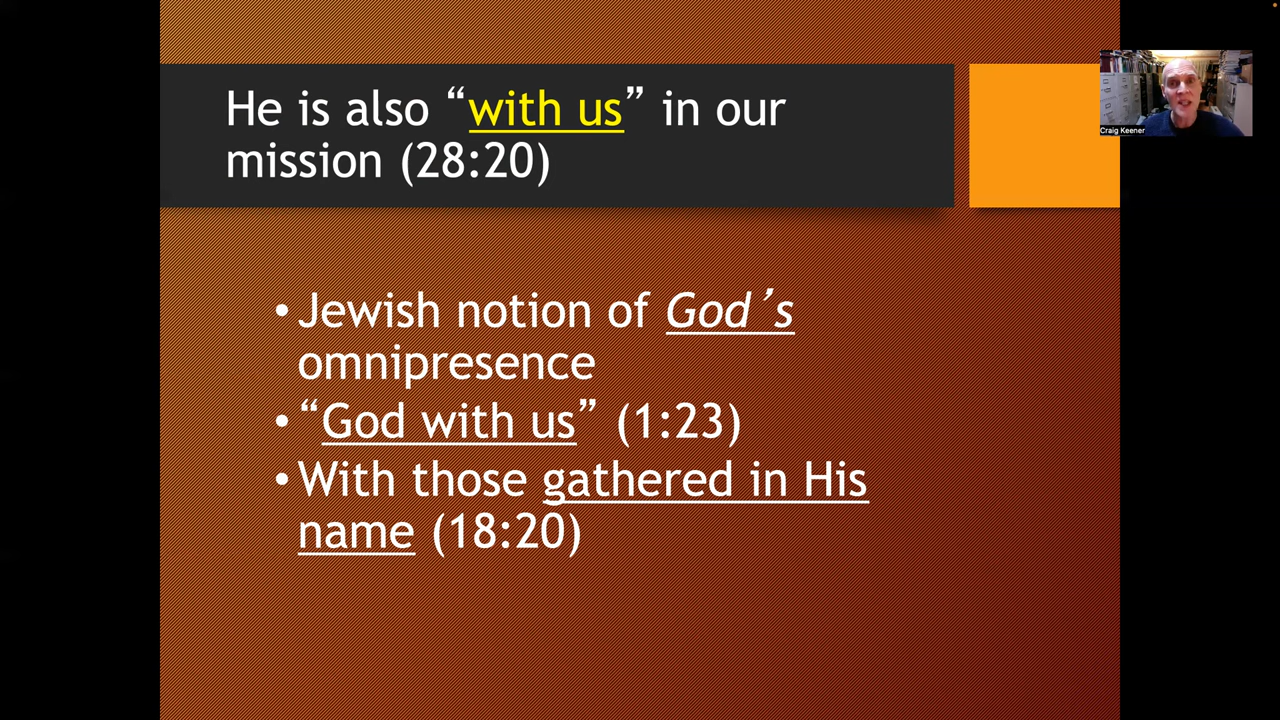 He is also “with us” in our
mission (28:20)
Craig Keener
•Jewish notion of God’s
omnipresence
•“God with us” (1:23)
•With those gathered in His
name (18:20)